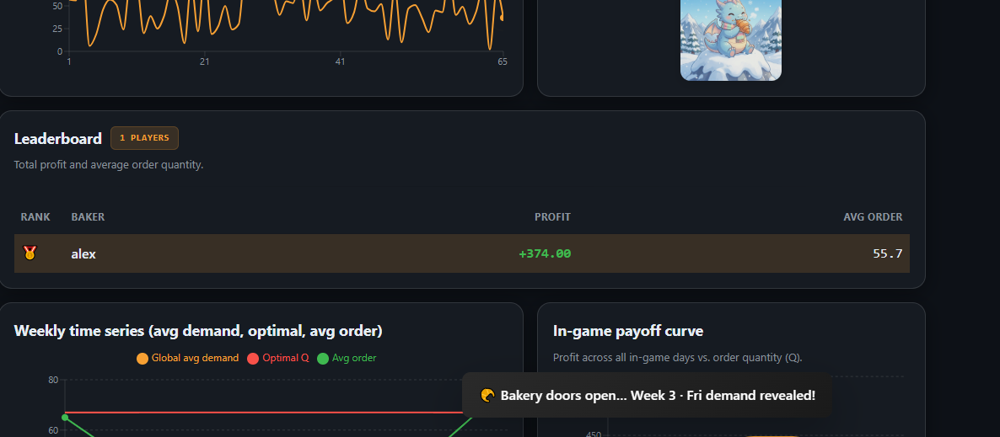 50
25
0
1 21 41 65
Leaderboard 1 PLAYERS
Total profit and average order quantity.
RANK BAKER PROFIT AVG ORDER
alex +374.00 55.7
Weekly time series (avg demand, optimal, avg order)
Global avg demand Optimal Q Avg order
80
60
In-game payoff curve
Profit across all in-game days vs. order quantity (Q).
Bakery doors open... Week 3 · Fri demand revealed!
450